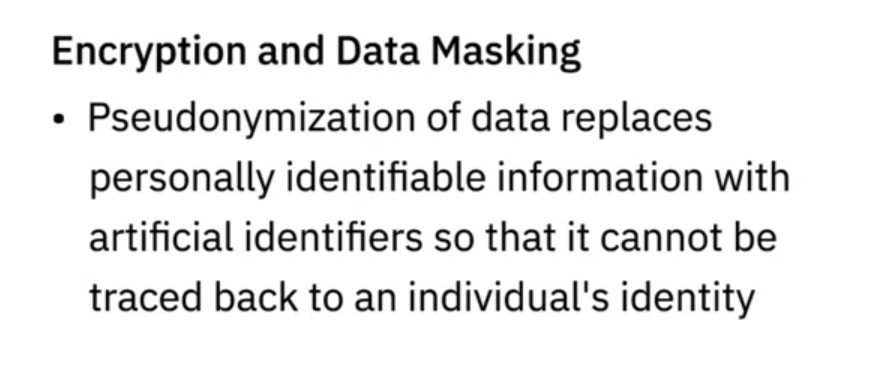 Encryption and Data Masking
• Pseudonymization of data replaces
personally identifiable information with
artificial identifiers so that it cannot be
traced back to an individual's identity